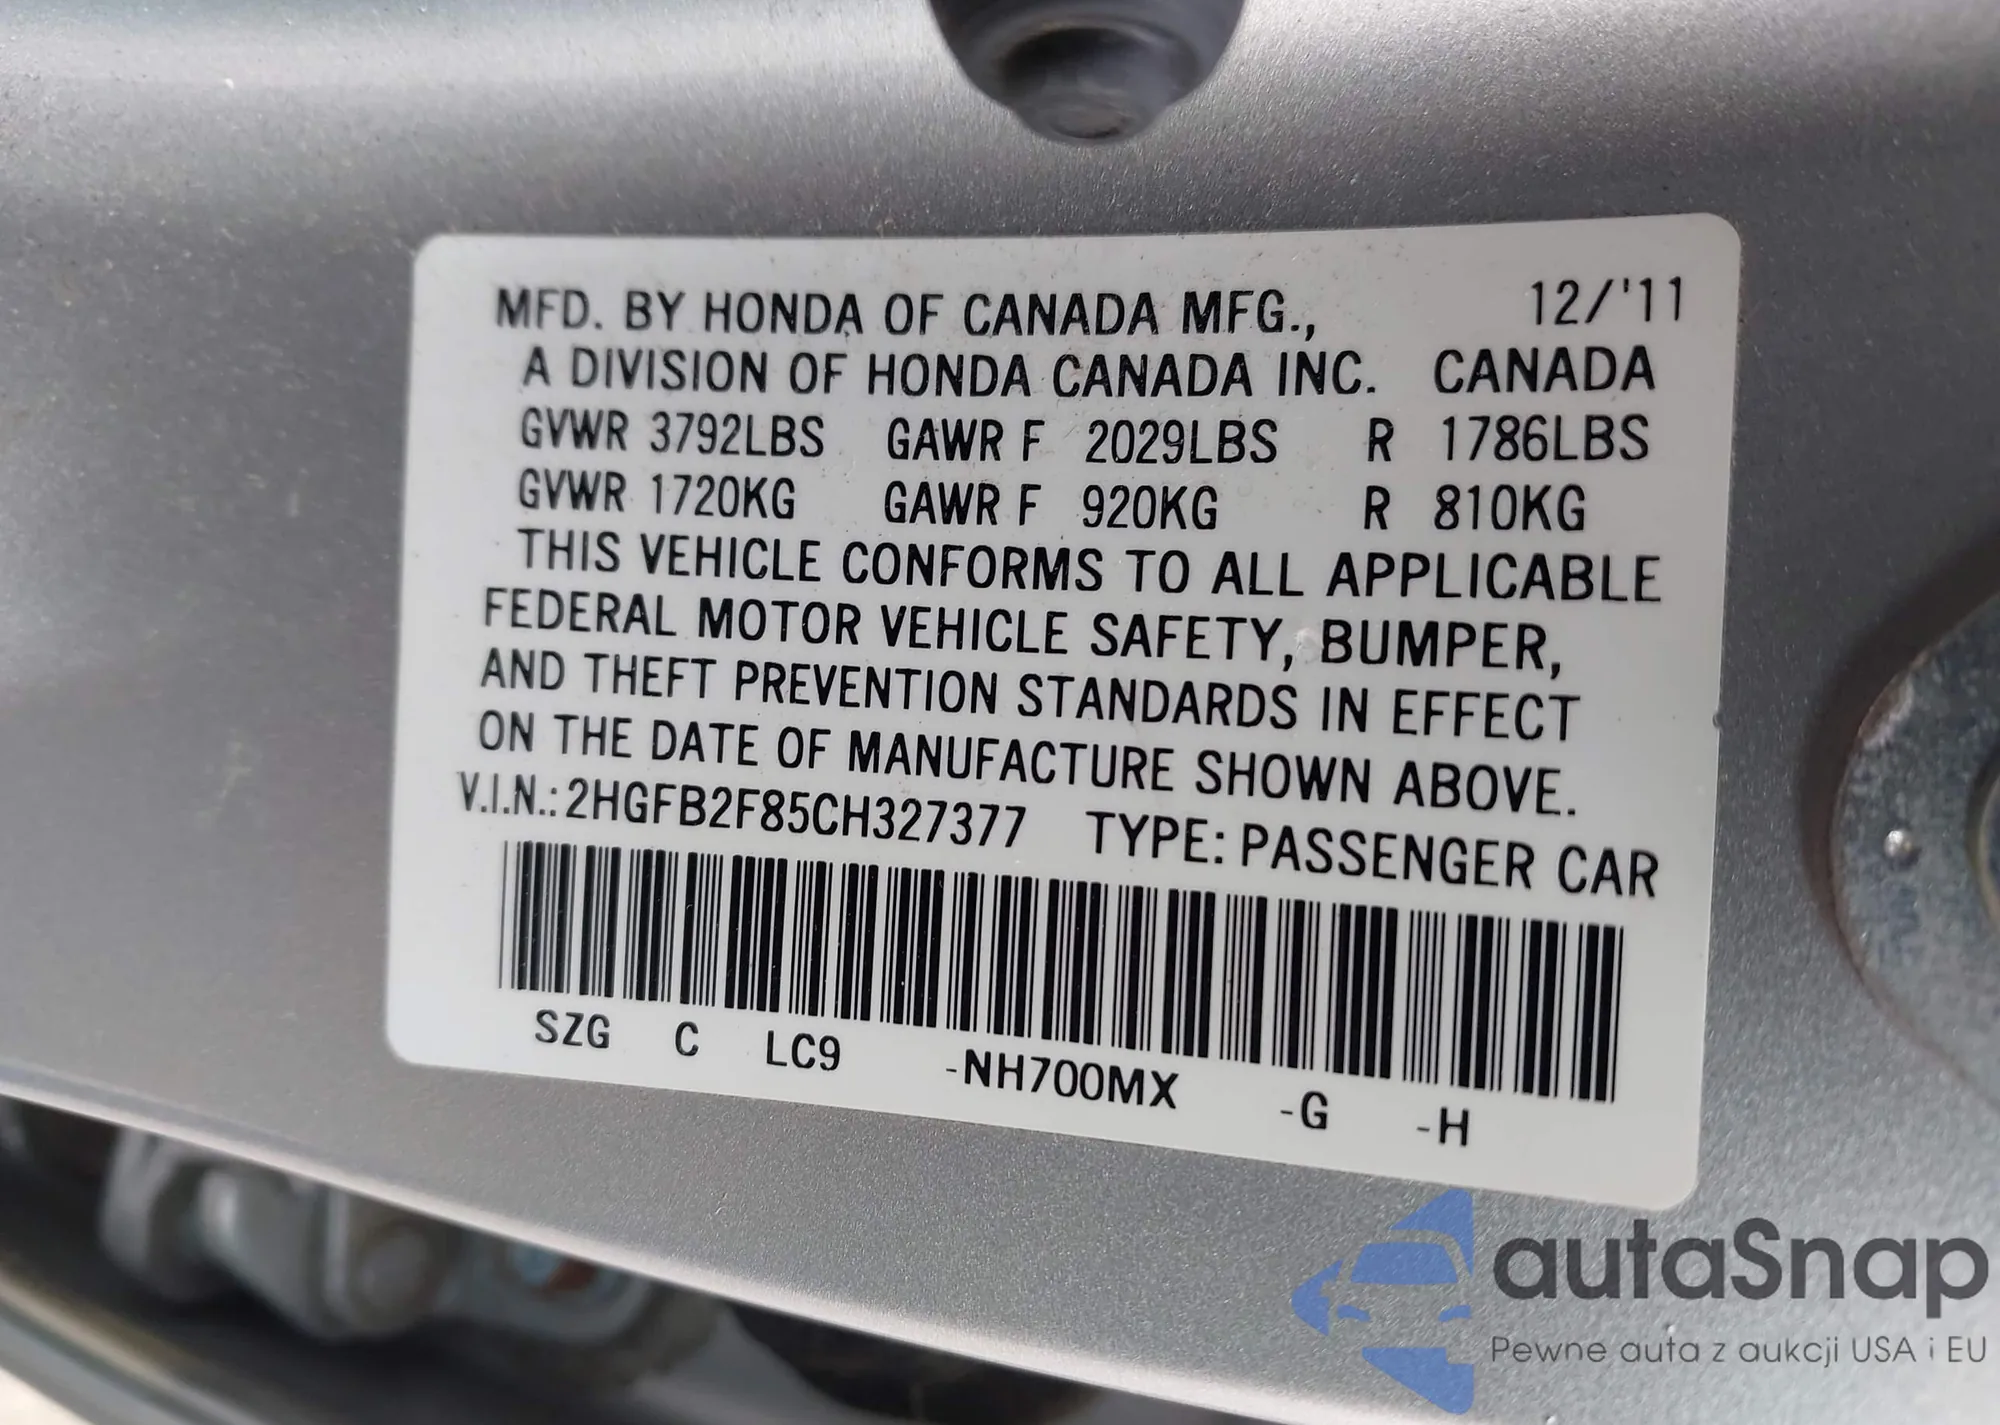 MFD. BY HONDA OF CANADA MFG., 12/'11
A DIVISION OF HONDA CANADA INC. CANADA
GVWR 3792LBS GAWR F 2029LBS R 1786LBS
GVWR 1720KG GAWR F 920KG R 810KG
THIS VEHICLE CONFORMS TO ALL APPLICABLE
FEDERAL MOTOR VEHICLE SAFETY, BUMPER,
AND THEFT PREVENTION STANDARDS IN EFFECT
ON THE DATE OF MANUFACTURE SHOWN ABOVE.
V.I.N.: 2HGFB2F85CH327377 TYPE: PASSENGER CAR
SZG C LC9 -NH700MX -G -H
autaSnap
Pewne auta z aukcji USA i EU